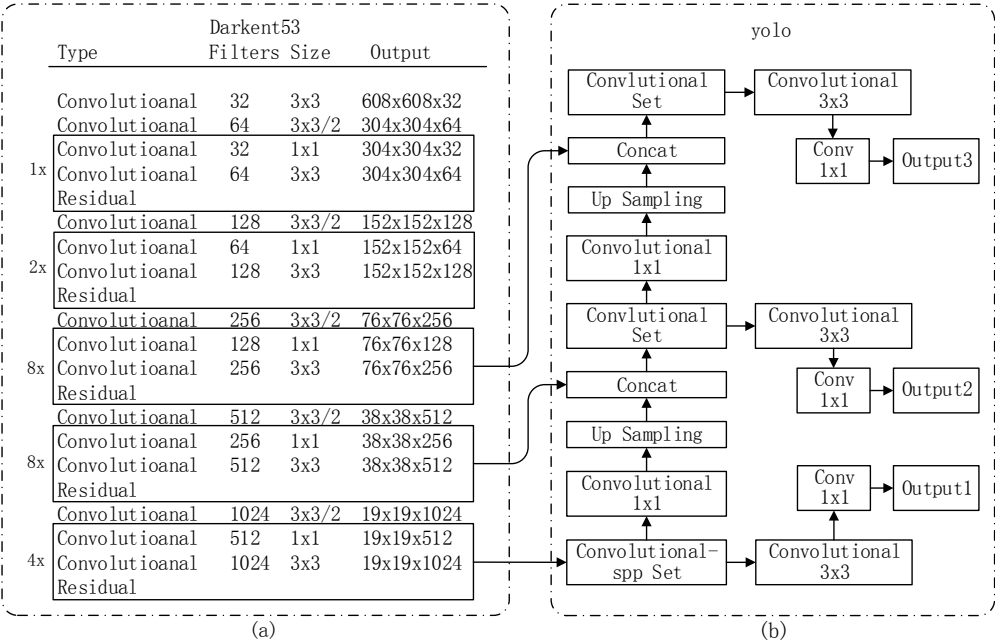 Darkent53
Type Filters Size Output
Convolutioanal 32 3x3 608x608x32
Convolutioanal 64 3x3/2 304x304x64
1x
Convolutioanal 32 1x1 304x304x32
Convolutioanal 64 3x3 304x304x64
Residual
Convolutioanal 128 3x3/2 152x152x128
2x
Convolutioanal 64 1x1 152x152x64
Convolutioanal 128 3x3 152x152x128
Residual
Convolutioanal 256 3x3/2 76x76x256
8x
Convolutioanal 128 1x1 76x76x128
Convolutioanal 256 3x3 76x76x256
Residual
Convolutioanal 512 3x3/2 38x38x512
8x
Convolutioanal 256 1x1 38x38x256
Convolutioanal 512 3x3 38x38x512
Residual
Convolutioanal 1024 3x3/2 19x19x1024
4x
Convolutioanal 512 1x1 19x19x512
Convolutioanal 1024 3x3 19x19x1024
Residual
(a)
yolo
Convlutional
Set
Convolutional
3x3
Conv
1x1
Output3
Concat
Up Sampling
Convolutional
1x1
Convlutional
Set
Convolutional
3x3
Conv
1x1
Output2
Concat
Up Sampling
Convolutional
1x1
Conv
1x1
Output1
Convolutional-
spp Set
Convolutional
3x3
(b)